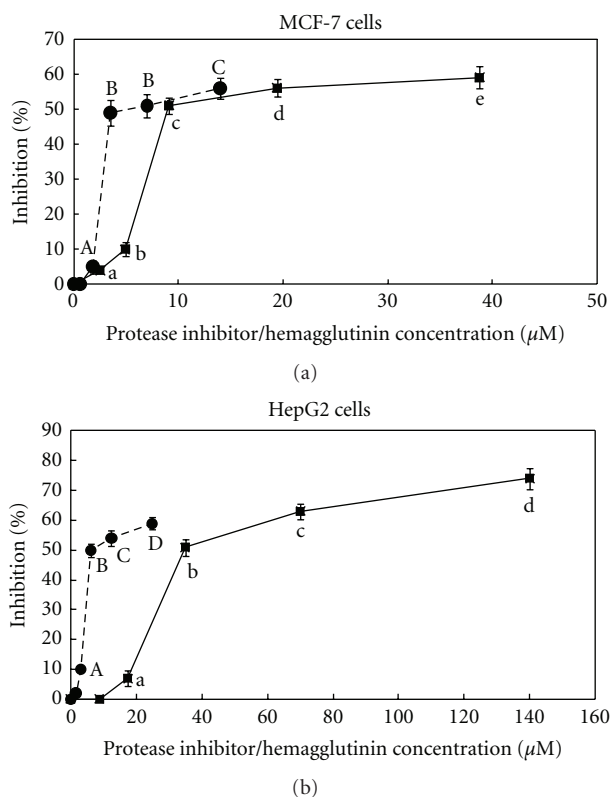 MCF-7 cells
70
60
50
40
30
20
10
0
Inhibition (%)
A
B
B
C
a
b
c
d
e
0 10 20 30 40 50
Protease inhibitor/hemagglutinin concentration (µM)
(a)
HepG2 cells
90
80
70
60
50
40
30
20
10
0
Inhibition (%)
A
B
C
D
a
b
c
d
0 20 40 60 80 100 120 140 160
Protease inhibitor/hemagglutinin concentration (µM)
(b)